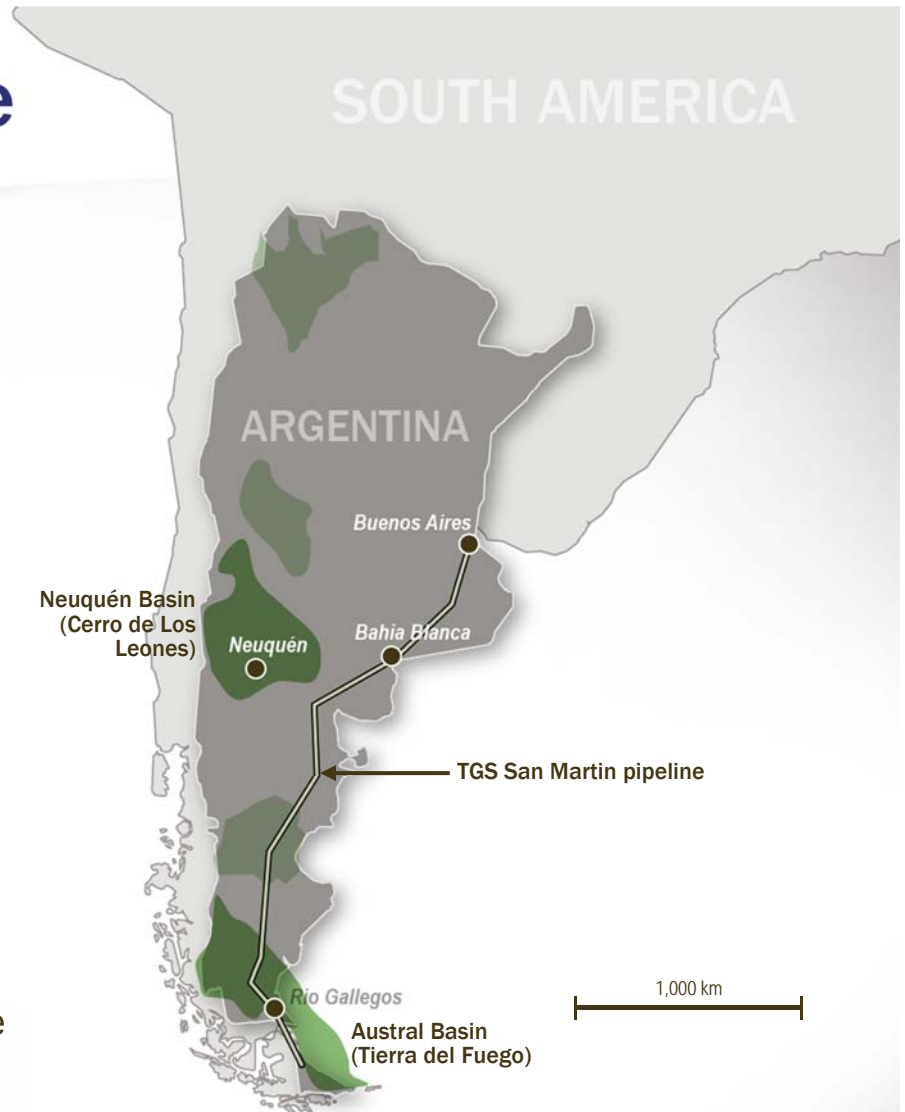 e
SOUTH AMERICA
ARGENTINA
Buenos Aires
Neuquén Basin
(Cerro de Los
Leones)
Neuquén
Bahia Blanca
TGS San Martin pipeline
1,000 km
Rio Gallegos
e
Austral Basin
(Tierra del Fuego)